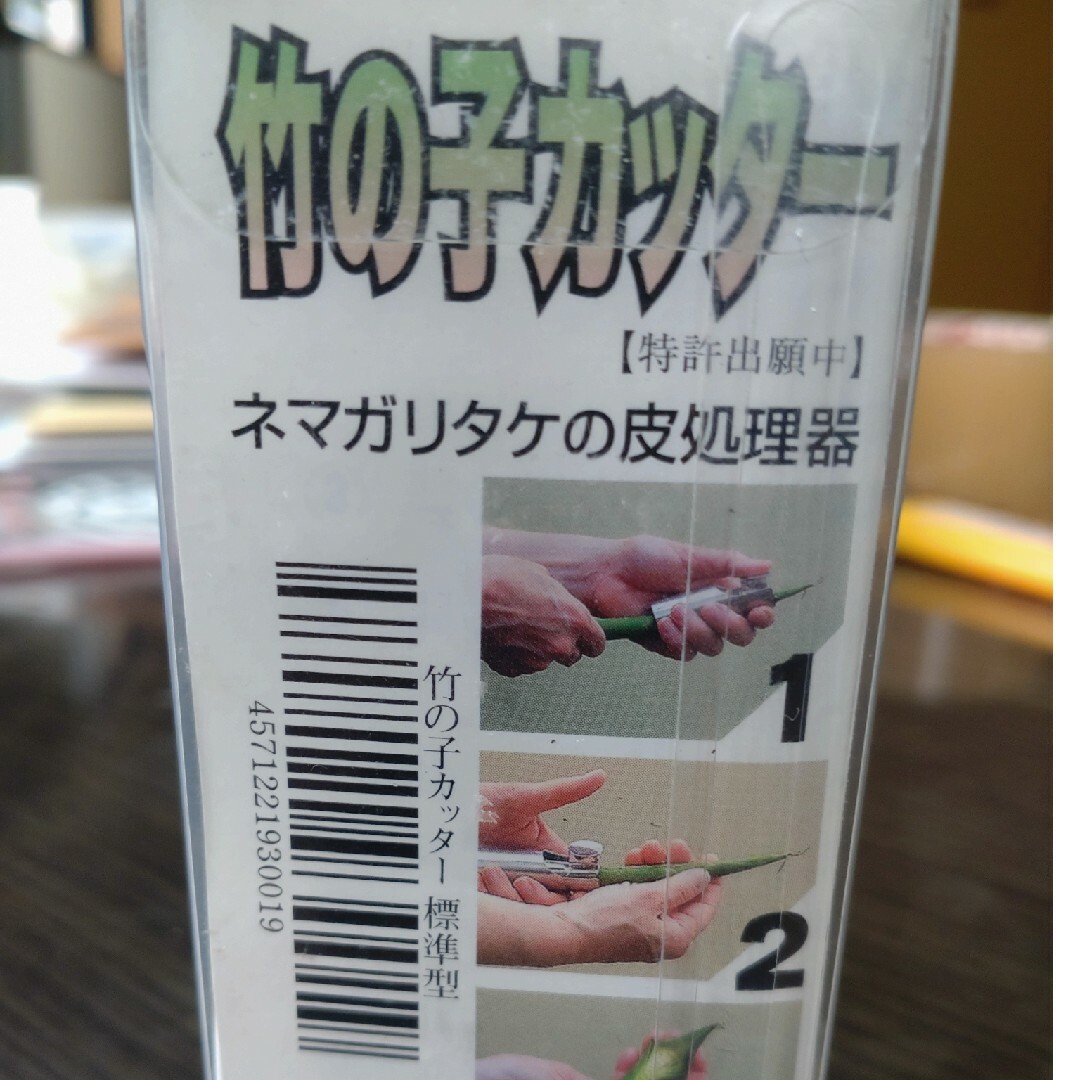 竹の子カッター
【特許出願中】
ネマガリタケの皮処理器
1
竹の子カッター 標準型
4571221930019
2